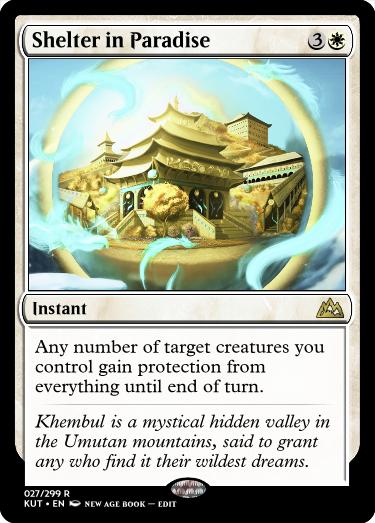 Shelter in Paradise 3
Instant
Any number of target creatures you
control gain protection from
everything until end of turn.
Khembul is a mystical hidden valley in
the Umutan mountains, said to grant
any who find it their wildest dreams.
027/299 R
KUT • EN NEW AGE BOOK — EDIT